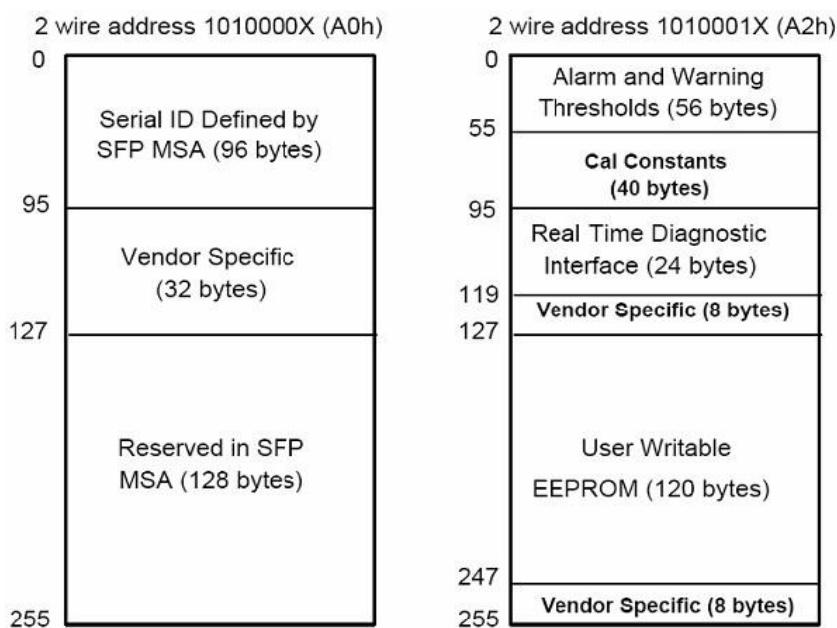 2 wire address 1010000X (A0h)
0
Serial ID Defined by
SFP MSA (96 bytes)
95
Vendor Specific
(32 bytes)
127
Reserved in SFP
MSA (128 bytes)
255
2 wire address 1010001X (A2h)
0
Alarm and Warning
Thresholds (56 bytes)
55
Cal Constants
(40 bytes)
95
Real Time Diagnostic
Interface (24 bytes)
119
Vendor Specific (8 bytes)
127
User Writable
EEPROM (120 bytes)
247
Vendor Specific (8 bytes)
255